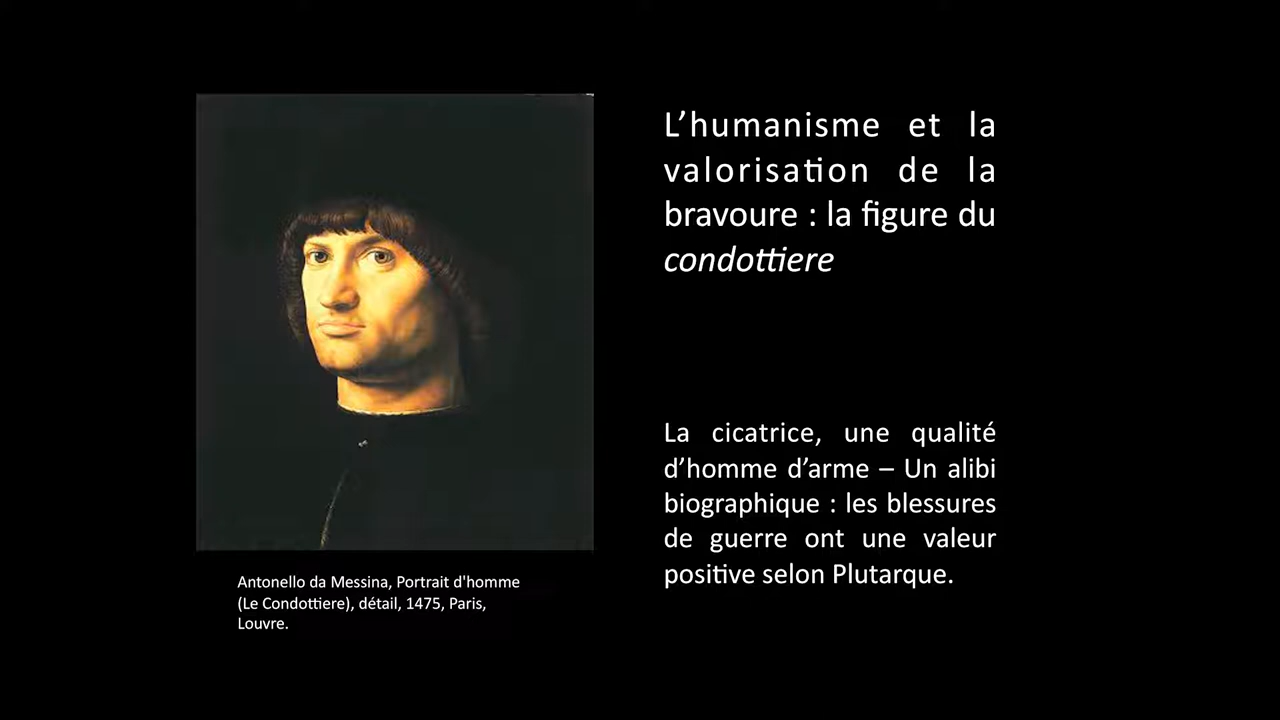 L’humanisme et la
valorisation de la
bravoure : la figure du
condottiere
La cicatrice, une qualité
d’homme d’arme – Un alibi
biographique : les blessures
de guerre ont une valeur
positive selon Plutarque.
Antonello da Messina, Portrait d'homme
(Le Condottiere), détail, 1475, Paris,
Louvre.